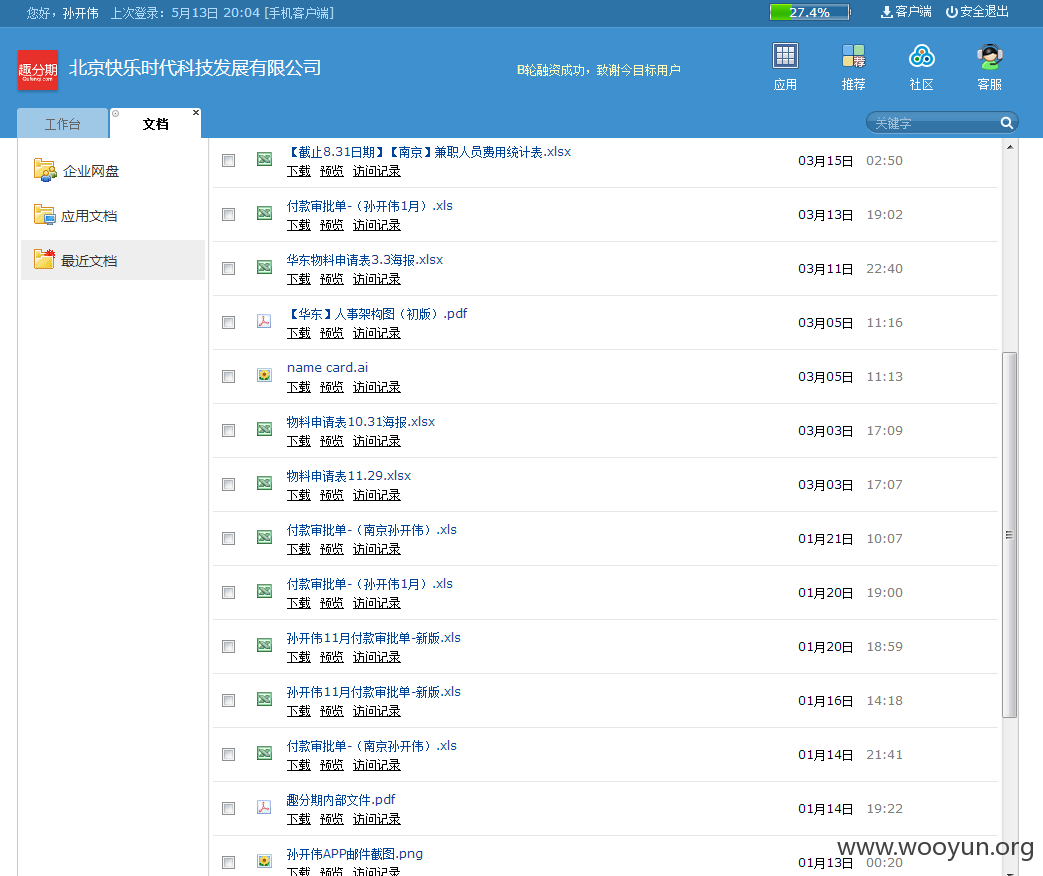 您好，孙开伟 上次登录：5月13日 20:04 [手机客户端] 27.4% 客户端 安全退出
趣分期 Qufenqi.com 北京快乐时代科技发展有限公司 B轮融资成功，致谢今目标用户
应用 推荐 社区 客服
工作台 文档 关键字
企业网盘
应用文档
最近文档
【截止8.31日期】【南京】兼职人员费用统计表.xlsx
下载 预览 访问记录 03月15日 02:50
付款审批单-（孙开伟1月）.xls
下载 预览 访问记录 03月13日 19:02
华东物料申请表3.3海报.xlsx
下载 预览 访问记录 03月11日 22:40
【华东】人事架构图（初版）.pdf
下载 预览 访问记录 03月05日 11:16
name card.ai
下载 预览 访问记录 03月05日 11:13
物料申请表10.31海报.xlsx
下载 预览 访问记录 03月03日 17:09
物料申请表11.29.xlsx
下载 预览 访问记录 03月03日 17:07
付款审批单-（南京孙开伟）.xls
下载 预览 访问记录 01月21日 10:07
付款审批单-（孙开伟1月）.xls
下载 预览 访问记录 01月20日 19:00
孙开伟11月付款审批单-新版.xls
下载 预览 访问记录 01月20日 18:59
孙开伟11月付款审批单-新版.xls
下载 预览 访问记录 01月16日 14:18
付款审批单-（南京孙开伟）.xls
下载 预览 访问记录 01月14日 21:41
趣分期内部文件.pdf
下载 预览 访问记录 01月14日 19:22
孙开伟APP邮件截图.png
下载 预览 访问记录 01月13日 00:20
www.wooyun.org